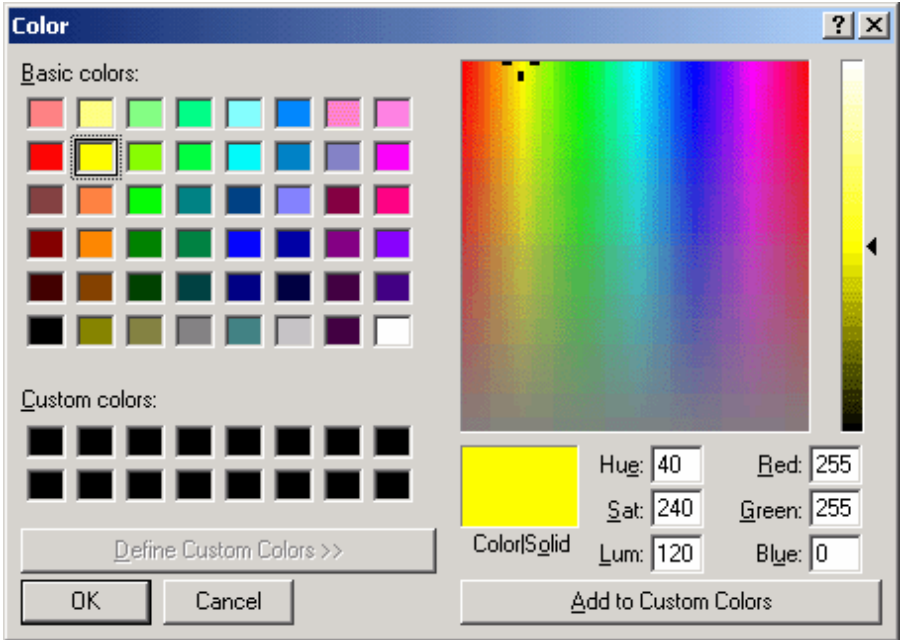 Color
Basic colors:
Custom colors:
Define Custom Colors >>
OK Cancel
Color|Solid
Hue: 40 Red: 255
Sat: 240 Green: 255
Lum: 120 Blue: 0
Add to Custom Colors